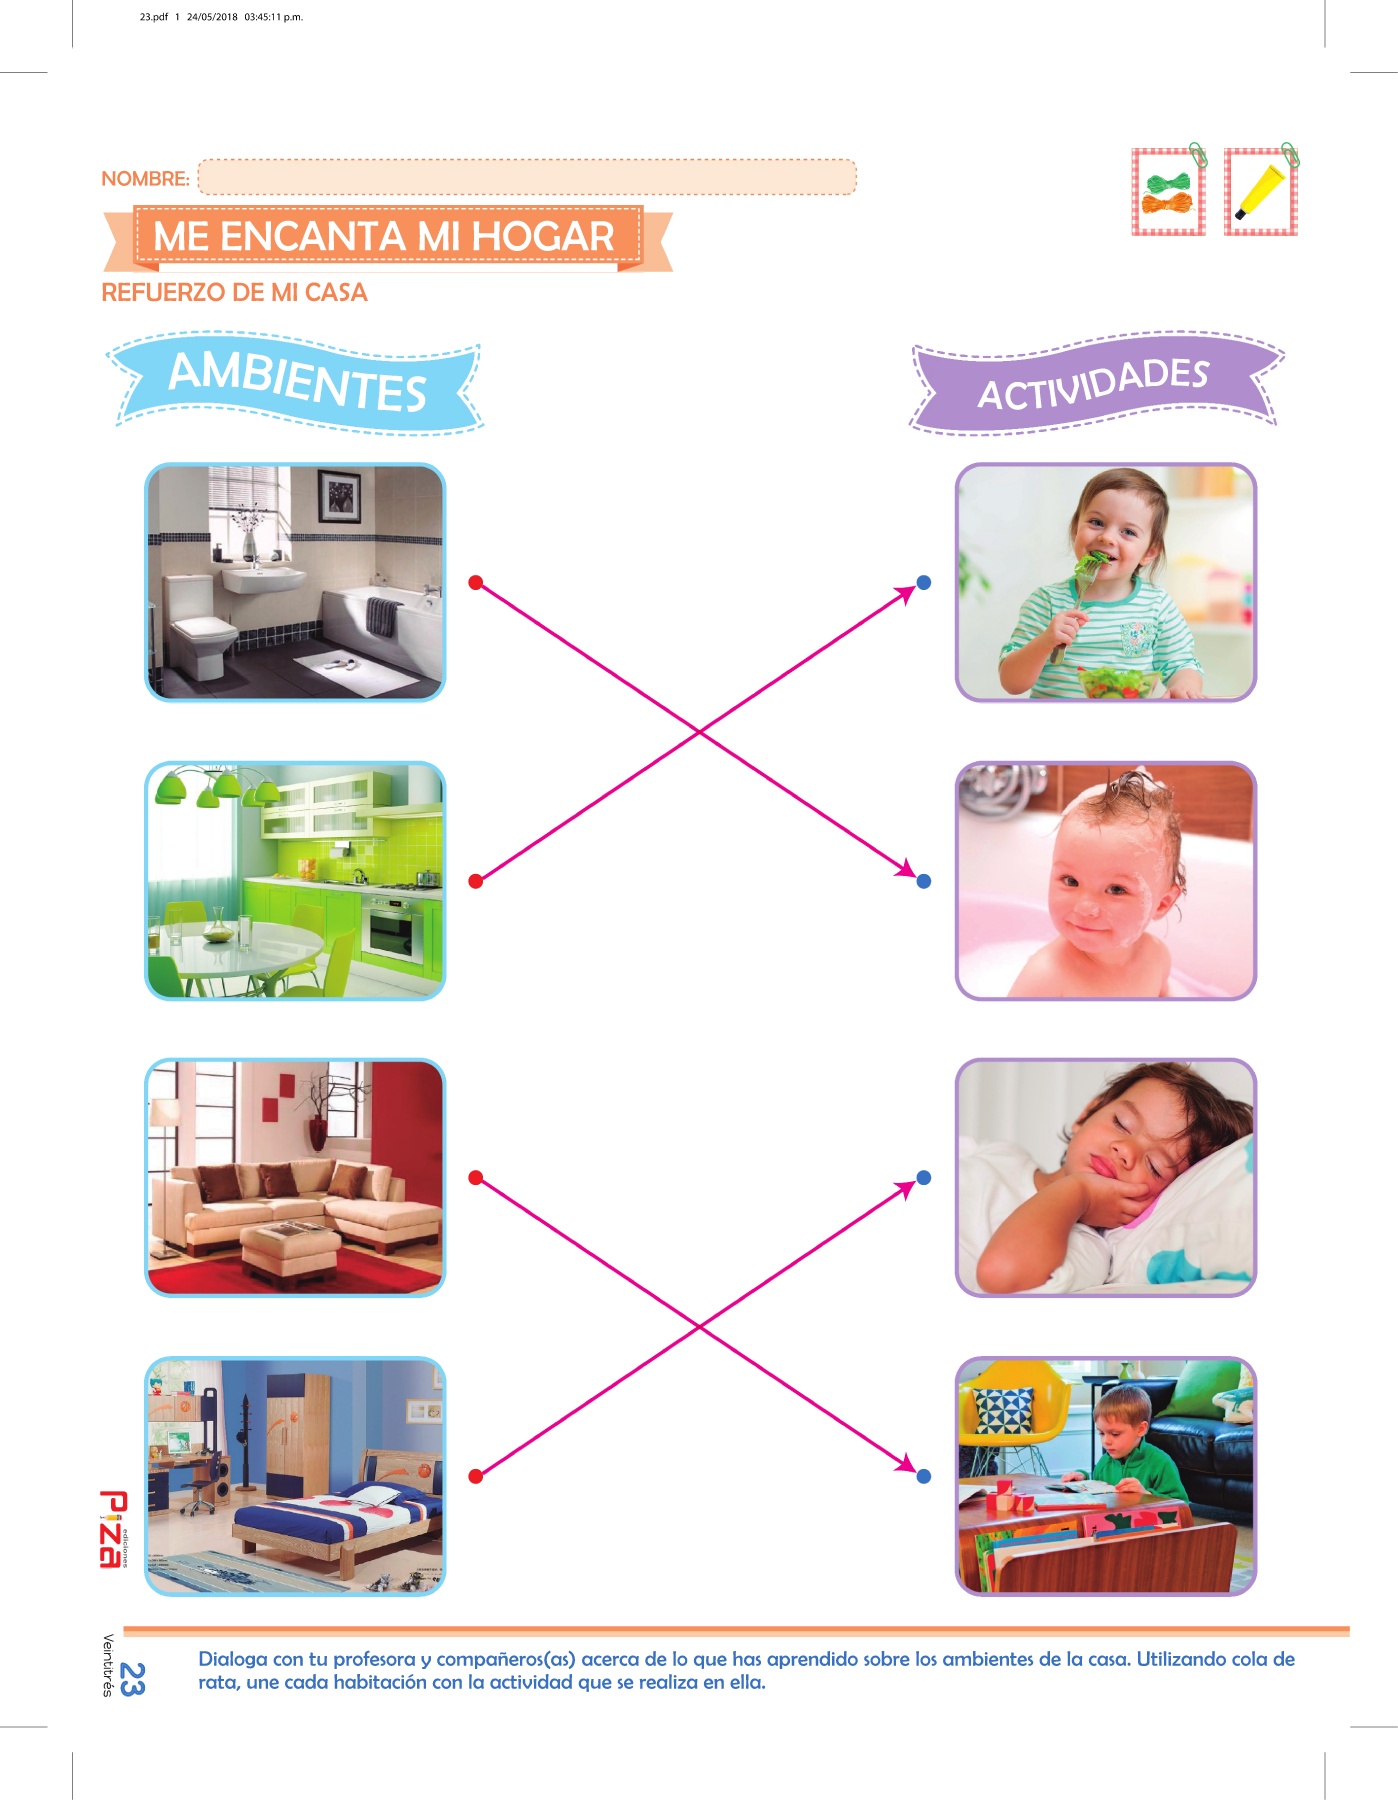 23.pdf 1 24/05/2018 03:45:11 p.m.
NOMBRE:
ME ENCANTA MI HOGAR
REFUERZO DE MI CASA
AMBIENTES
ACTIVIDADES
Piza
ediciones
Veintitrés
23
Dialoga con tu profesora y compañeros(as) acerca de lo que has aprendido sobre los ambientes de la casa. Utilizando cola de
rata, une cada habitación con la actividad que se realiza en ella.